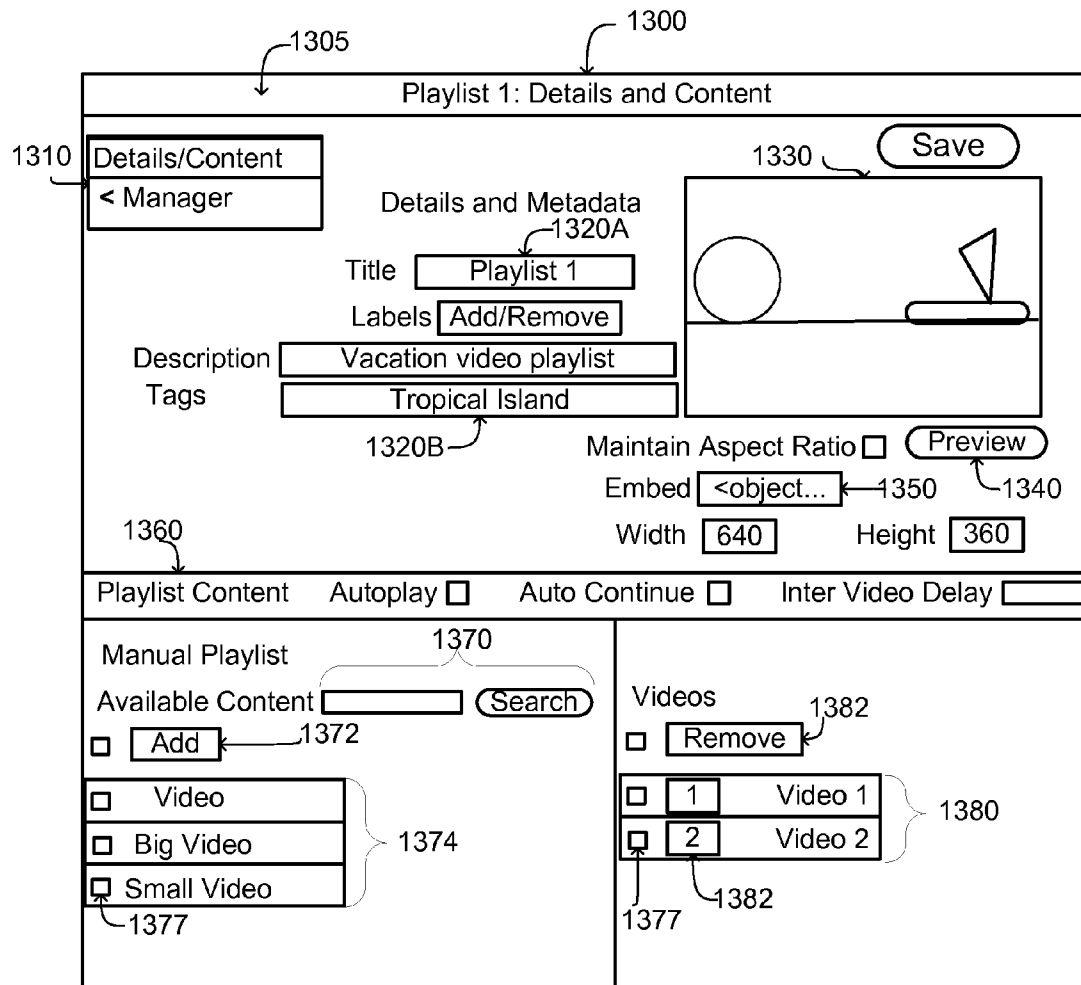 1300
1305
Playlist 1: Details and Content
Save
1310
Details/Content
< Manager
1330
Details and Metadata
1320A
Title Playlist 1
Labels Add/Remove
Description Vacation video playlist
Tags Tropical Island
1320B
Maintain Aspect Ratio Preview
Embed <object... 1350 1340
Width 640 Height 360
1360
Playlist Content Autoplay Auto Continue Inter Video Delay
1370
Manual Playlist
Available Content Search
Videos
1382
Add 1372
Remove
Video
Big Video
Small Video
1374
1377
1 Video 1
2 Video 2
1380
1377
1382